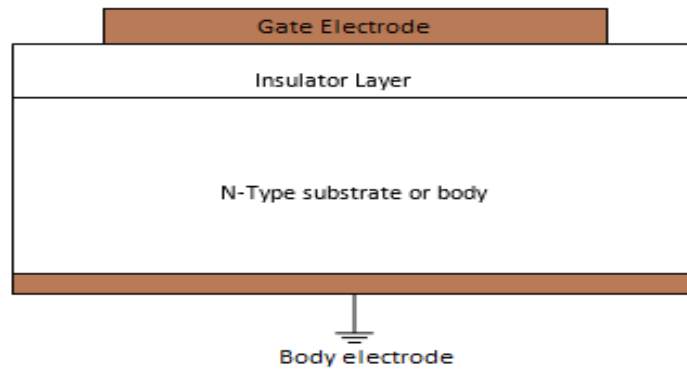 Gate Electrode
Insulator Layer
N-Type substrate or body
Body electrode